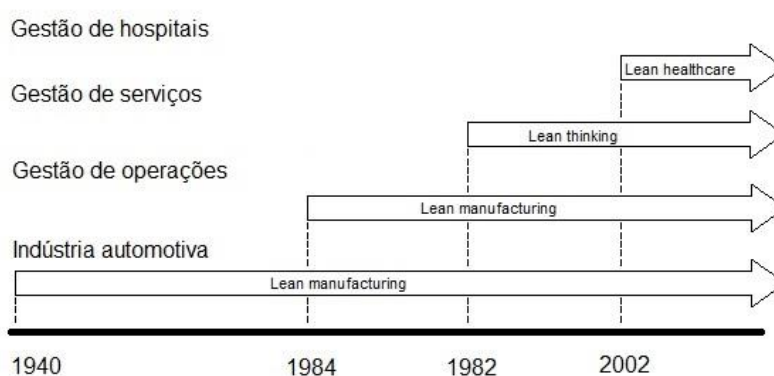 Gestão de hospitais
Lean healthcare
Gestão de serviços
Lean thinking
Gestão de operações
Lean manufacturing
Indústria automotiva
Lean manufacturing
1940 1984 1982 2002